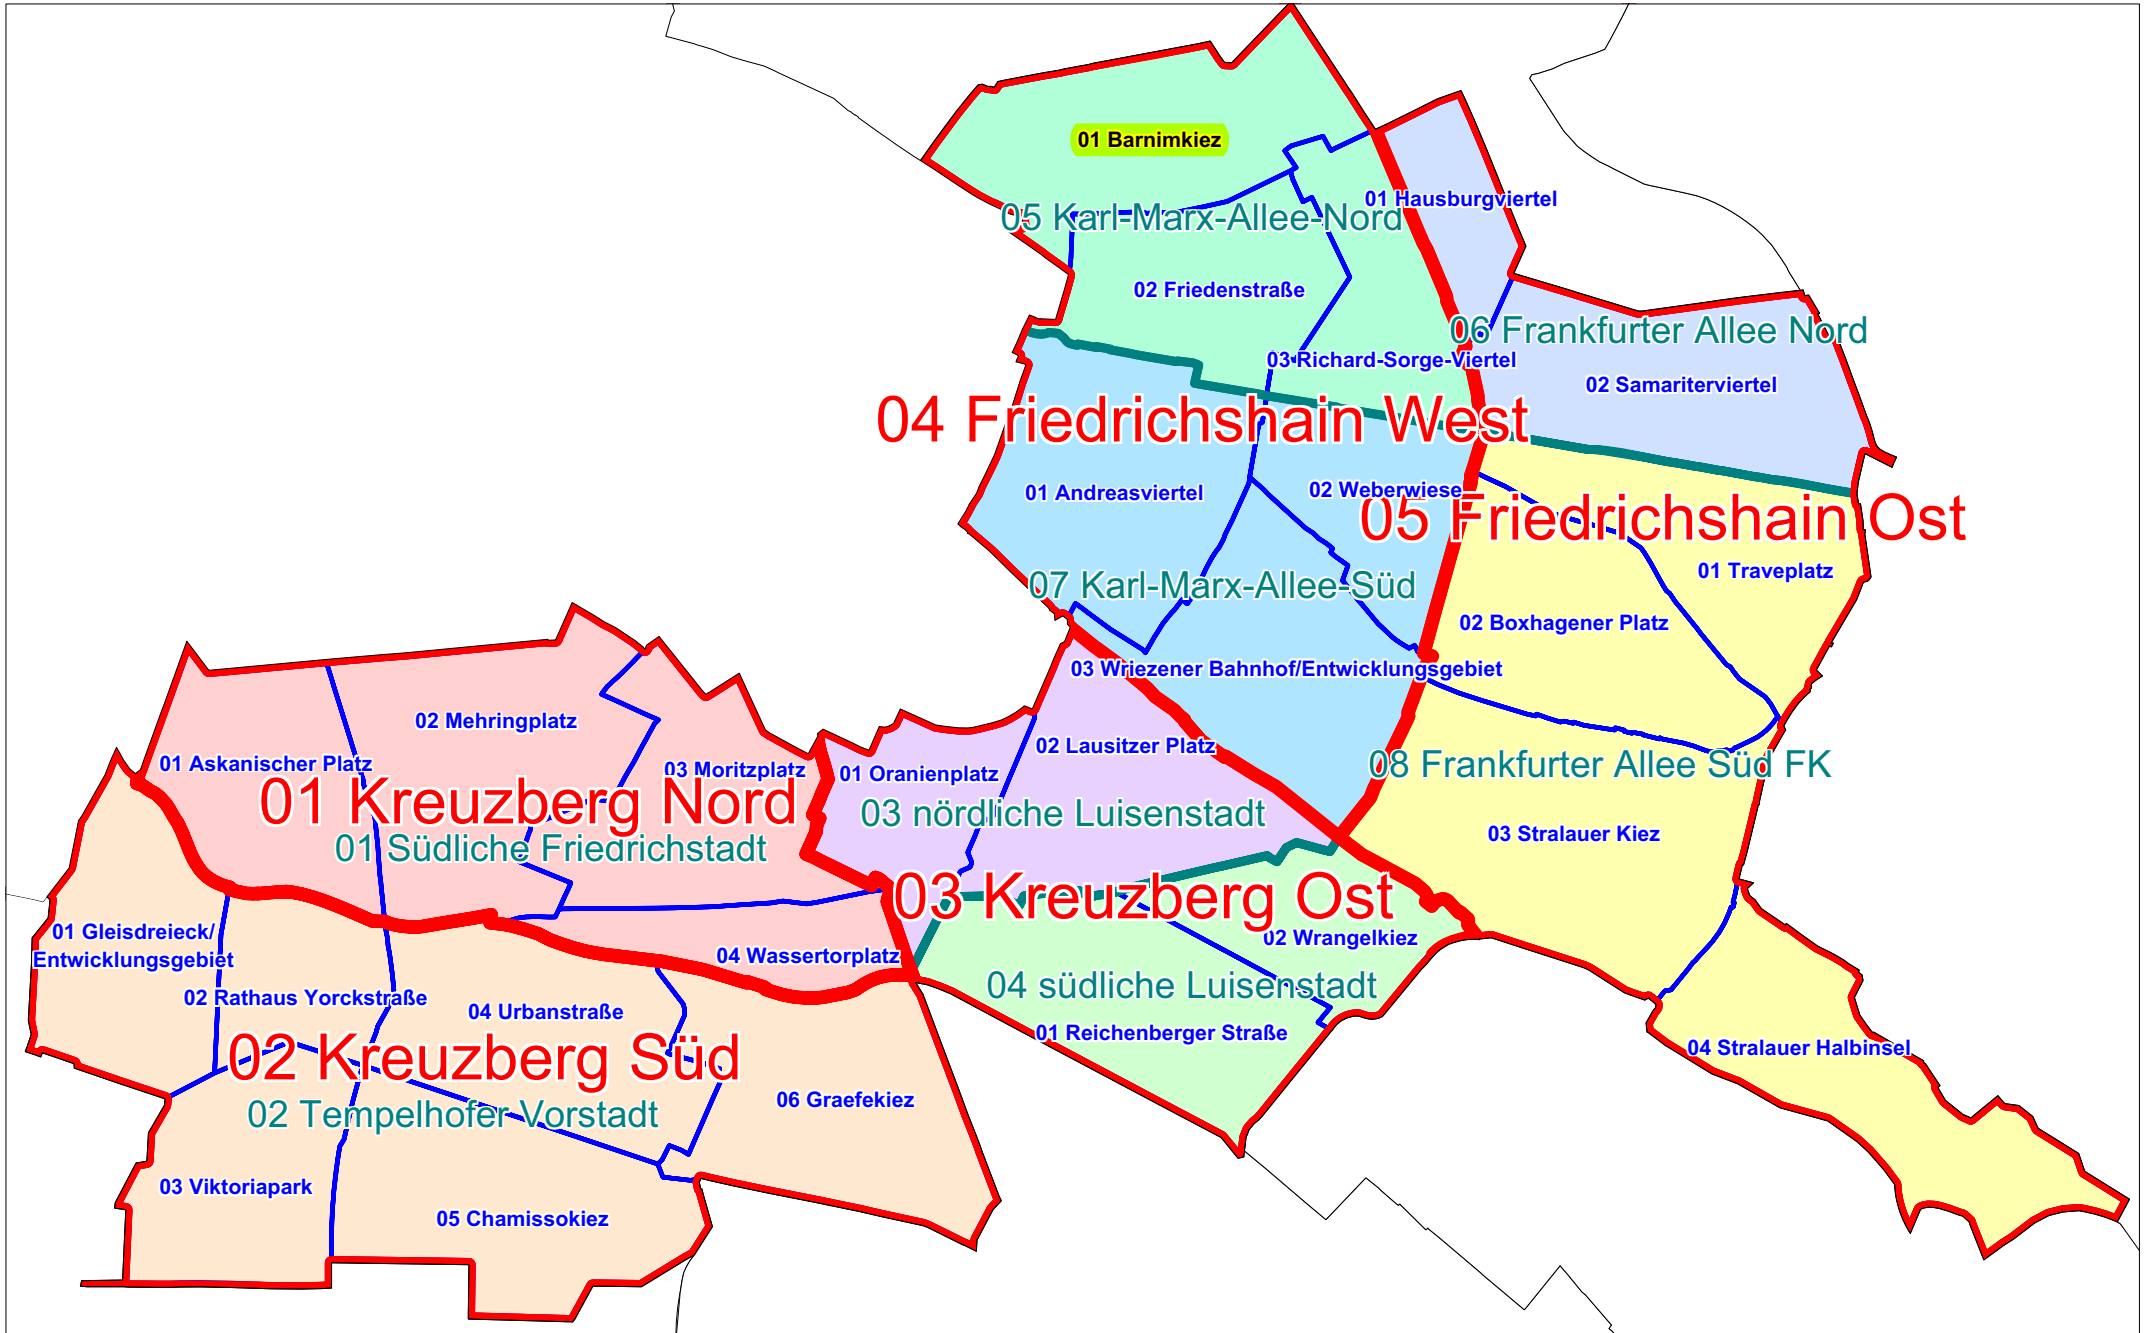 01 Barnimkiez
01 Hausburgviertel
05 Karl-Marx-Allee-Nord
02 Friedenstraße
06 Frankfurter Allee Nord
03 Richard-Sorge-Viertel
02 Samariterviertel
04 Friedrichshain West
01 Andreasviertel
02 Weberwiese
05 Friedrichshain Ost
01 Traveplatz
07 Karl-Marx-Allee-Süd
02 Boxhagener Platz
03 Wriezener Bahnhof/Entwicklungsgebiet
02 Mehringplatz
02 Lausitzer Platz
01 Askanischer Platz
03 Moritzplatz
01 Oranienplatz
08 Frankfurter Allee Süd FK
01 Kreuzberg Nord
03 nördliche Luisenstadt
03 Stralauer Kiez
01 Südliche Friedrichstadt
03 Kreuzberg Ost
01 Gleisdreieck/
Entwicklungsgebiet
02 Wrangelkiez
04 Wassertorplatz
04 südliche Luisenstadt
02 Rathaus Yorckstraße
04 Urbanstraße
01 Reichenberger Straße
04 Stralauer Halbinsel
02 Kreuzberg Süd
06 Graefekiez
02 Tempelhofer Vorstadt
03 Viktoriapark
05 Chamissokiez